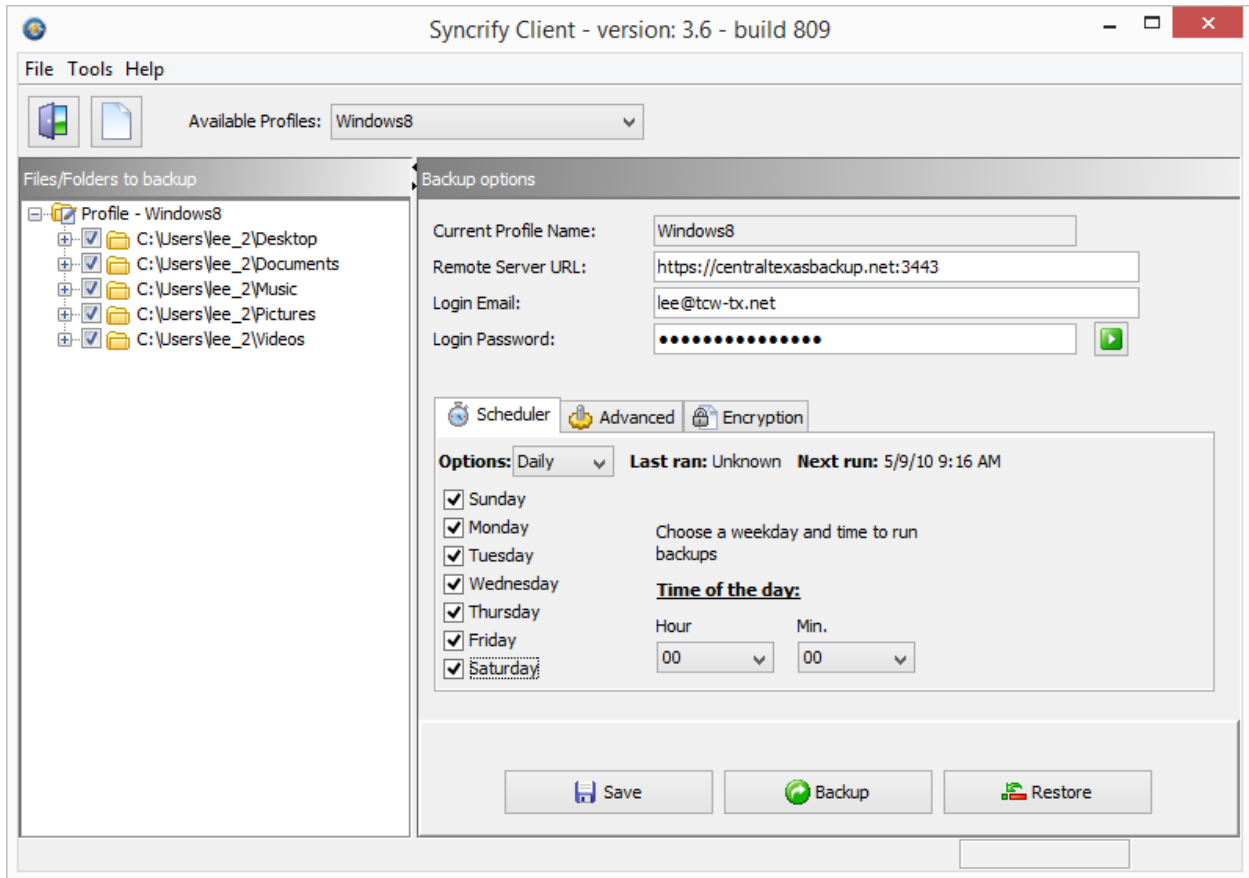 Syncrify Client - version: 3.6 - build 809
File Tools Help
Available Profiles: Windows8
Files/Folders to backup
Profile - Windows8
C:\Users\lee_2\Desktop
C:\Users\lee_2\Documents
C:\Users\lee_2\Music
C:\Users\lee_2\Pictures
C:\Users\lee_2\Videos
Backup options
Current Profile Name: Windows8
Remote Server URL: https://centraltexasbackup.net:3443
Login Email: lee@tcw-tx.net
Login Password: ●●●●●●●●●●●●●●●
Scheduler Advanced Encryption
Options: Daily Last ran: Unknown Next run: 5/9/10 9:16 AM
Sunday
Monday
Tuesday
Wednesday
Thursday
Friday
Saturday
Choose a weekday and time to run
backups
Time of the day:
Hour Min.
00 00
Save Backup Restore